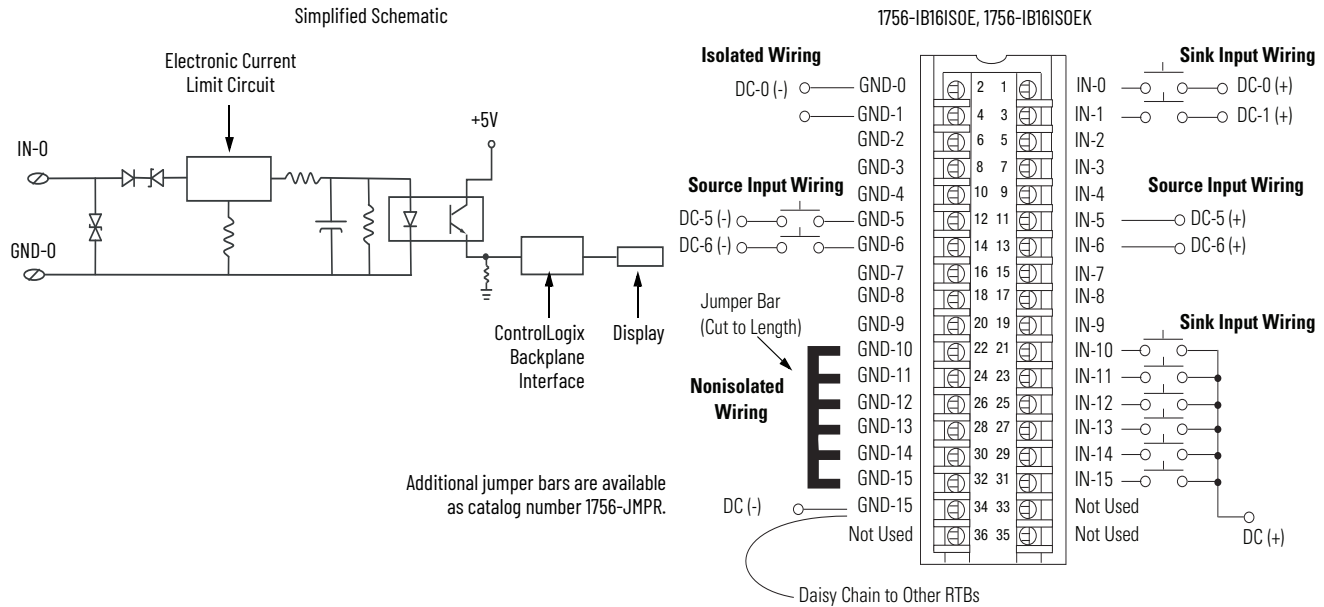 Simplified Schematic
Electronic Current
Limit Circuit
+5V
IN-0
GND-0
ControlLogix
Backplane
Interface
Display
Additional jumper bars are available
as catalog number 1756-JMPR.
1756-IB16ISOE, 1756-IB16ISOEK
Isolated Wiring
Sink Input Wiring
DC-0 (-) GND-0 2 1 IN-0 DC-0 (+)
GND-1 4 3 IN-1 DC-1 (+)
GND-2 6 5 IN-2
GND-3 8 7 IN-3
Source Input Wiring GND-4 10 9 IN-4 Source Input Wiring
DC-5 (-) GND-5 12 11 IN-5 DC-5 (+)
DC-6 (-) GND-6 14 13 IN-6 DC-6 (+)
GND-7 16 15 IN-7
GND-8 18 17 IN-8
Jumper Bar
(Cut to Length)
GND-9 20 19 IN-9 Sink Input Wiring
GND-10 22 21 IN-10
GND-11 24 23 IN-11
Nonisolated
Wiring
GND-12 26 25 IN-12
GND-13 28 27 IN-13
GND-14 30 29 IN-14
GND-15 32 31 IN-15
DC (-) GND-15 34 33 Not Used
Not Used 36 35 Not Used DC (+)
Daisy Chain to Other RTBs